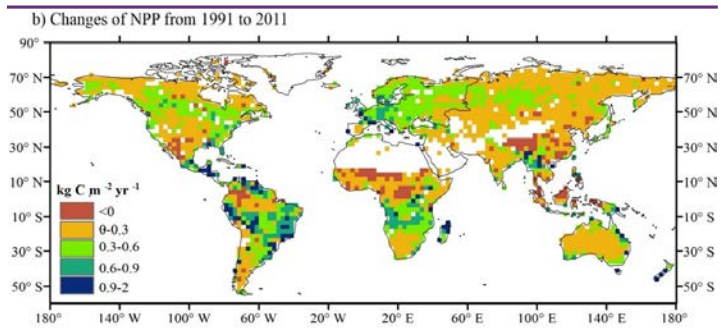 b) Changes of NPP from 1991 to 2011
90°
70° N
50° N
30° N
10° N
10° S
30° S
50° S
70° N
50° N
30° N
10° N
10° S
30° S
50° S
kg C m⁻² yr⁻¹
<0
0-0.3
0.3-0.6
0.6-0.9
0.9-2
180° 140° W 100° W 60° W 20° W 20° E 60° E 100° E 140° E 180°